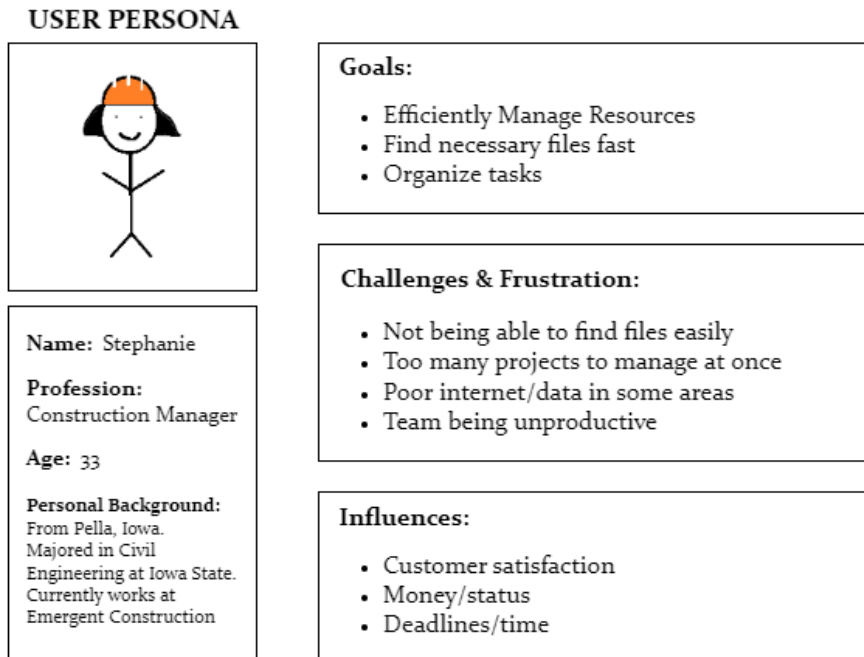 USER PERSONA
Name: Stephanie
Profession:
Construction Manager
Age: 33
Personal Background:
From Pella, Iowa.
Majored in Civil
Engineering at Iowa State.
Currently works at
Emergent Construction
Goals:
• Efficiently Manage Resources
• Find necessary files fast
• Organize tasks
Challenges & Frustration:
• Not being able to find files easily
• Too many projects to manage at once
• Poor internet/data in some areas
• Team being unproductive
Influences:
• Customer satisfaction
• Money/status
• Deadlines/time